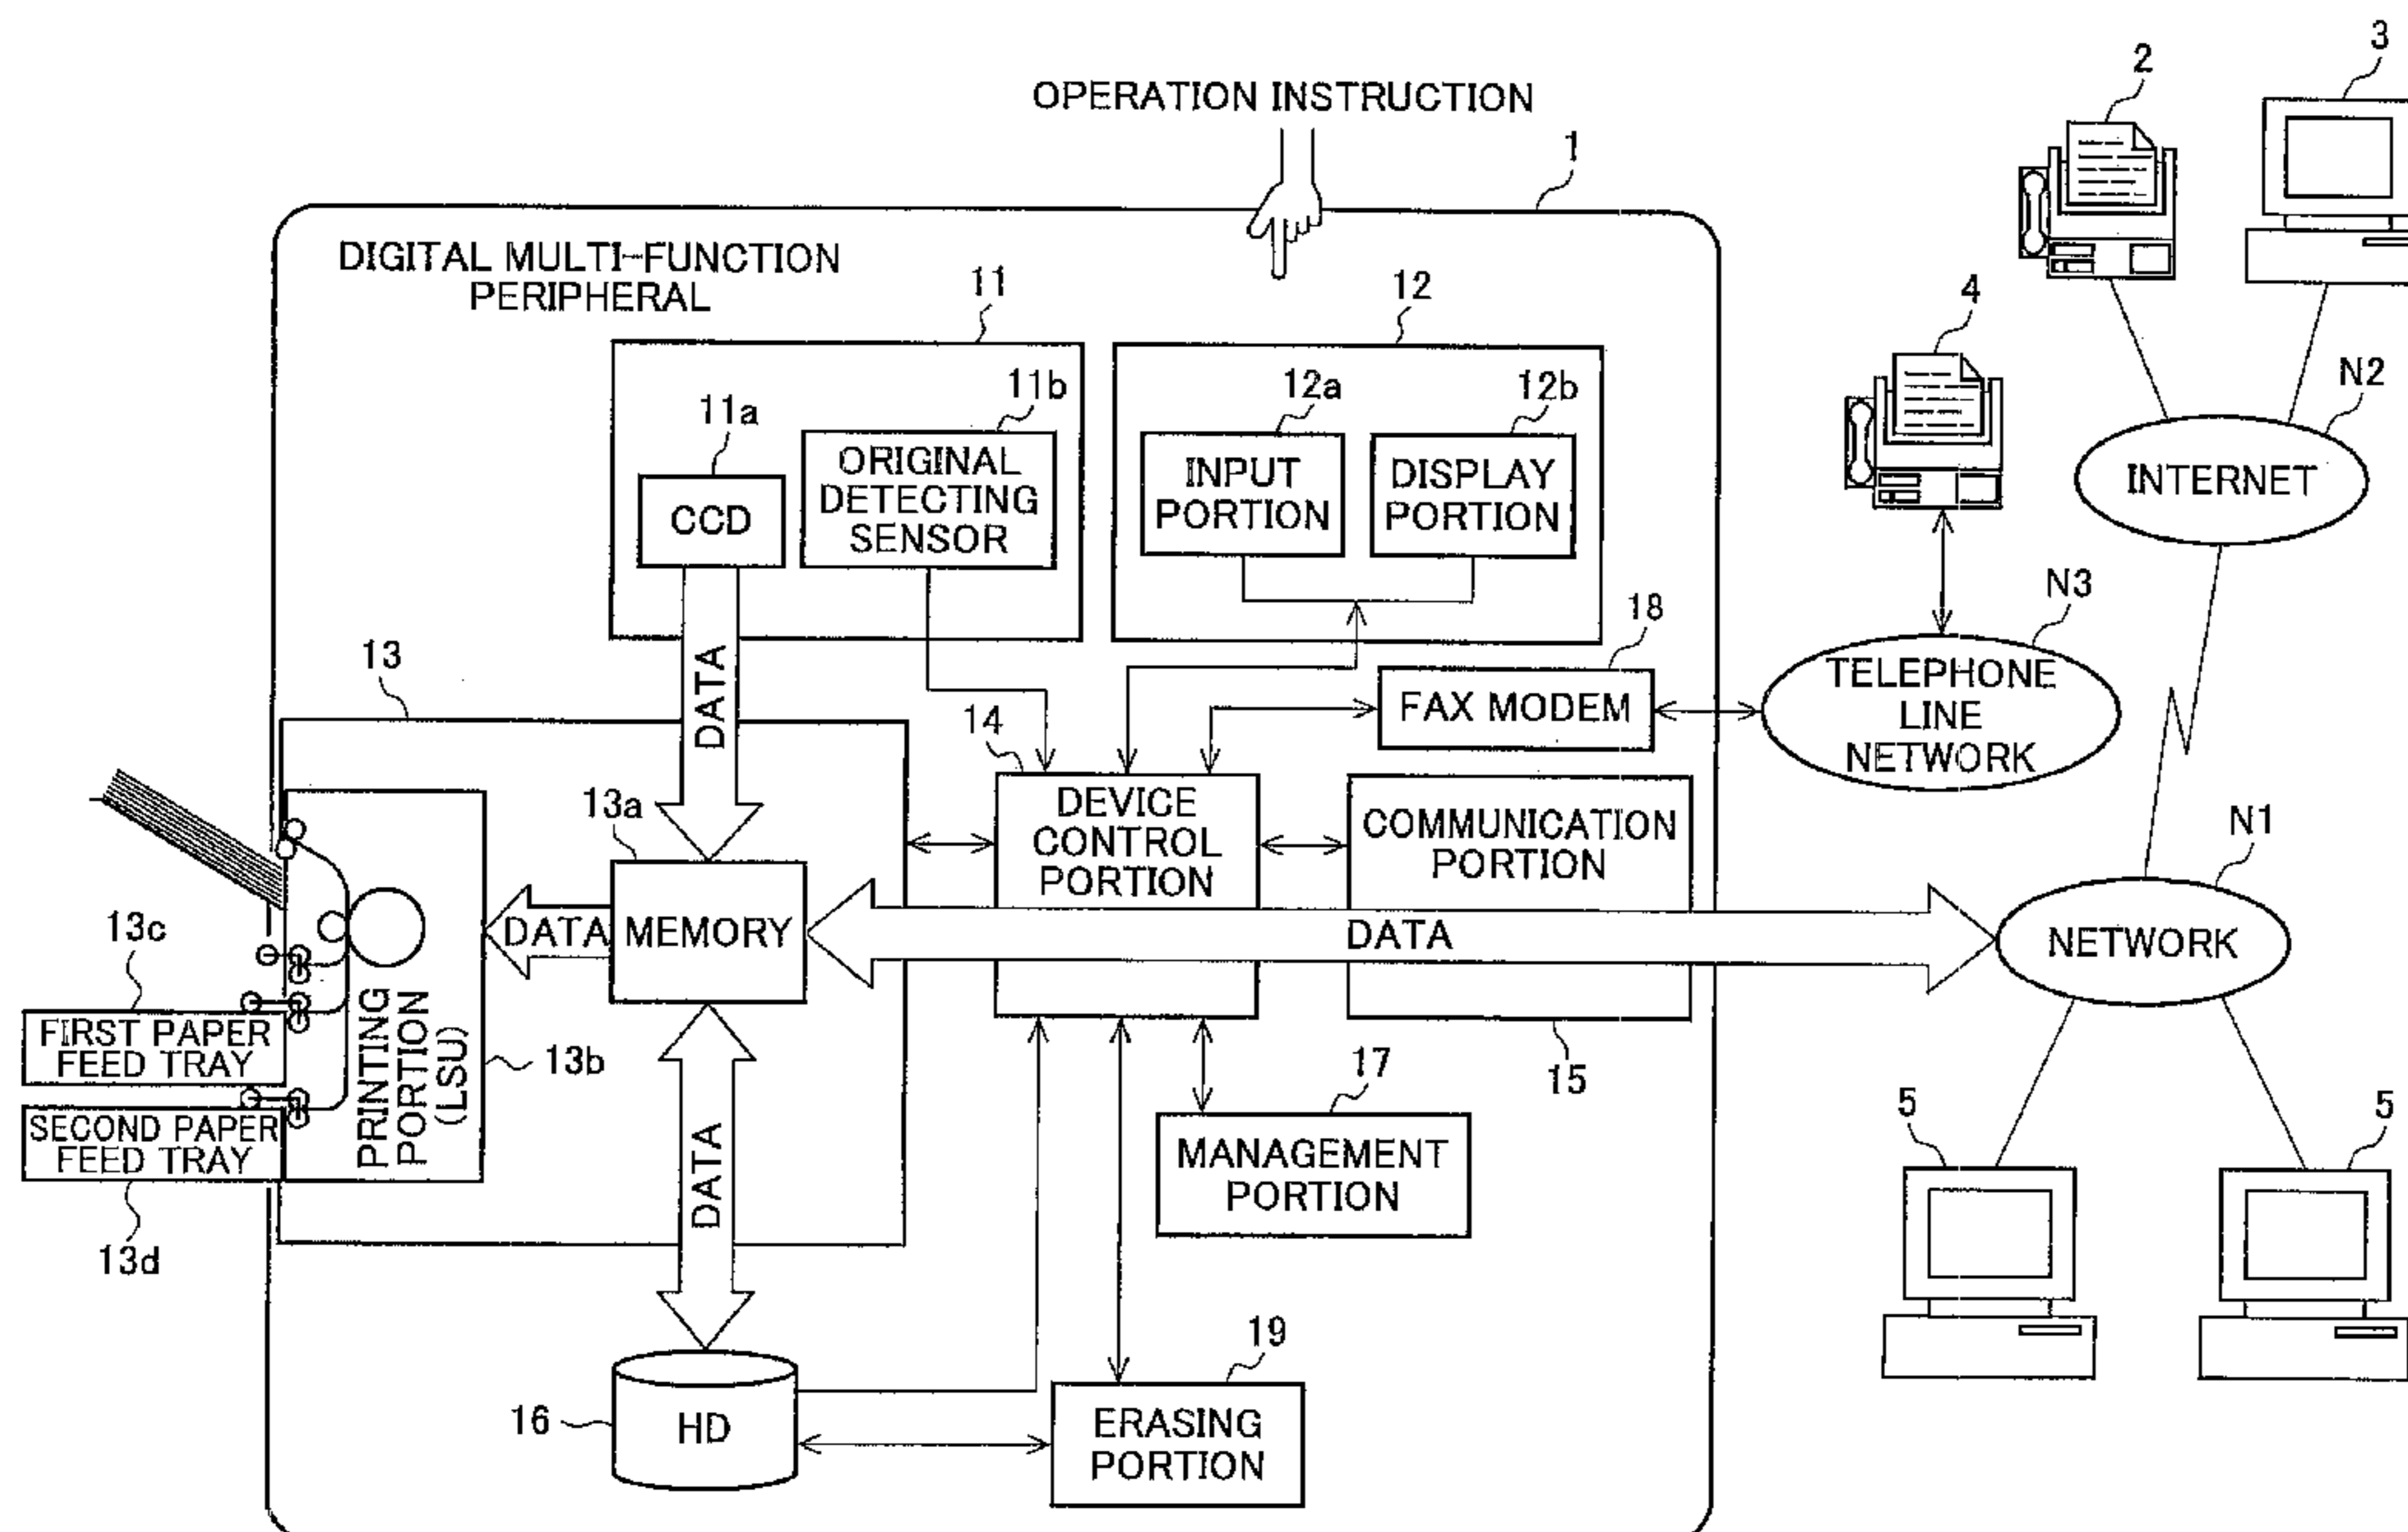 OPERATION INSTRUCTION
1
2
3
DIGITAL MULTI-FUNCTION
PERIPHERAL
11
12
4
11a
11b
12a
12b
N2
CCD
ORIGINAL
DETECTING
SENSOR
INPUT
PORTION
DISPLAY
PORTION
INTERNET
13
DATA
18
N3
FAX MODEM
TELEPHONE
LINE
NETWORK
14
13a
DEVICE
CONTROL
PORTION
COMMUNICATION
PORTION
N1
13c
DATA
MEMORY
DATA
NETWORK
FIRST PAPER
FEED TRAY
PRINTING
PORTION
(LSU)
13b
17
15
SECOND PAPER
FEED TRAY
DATA
MANAGEMENT
PORTION
5
5
13d
19
16
HD
ERASING
PORTION